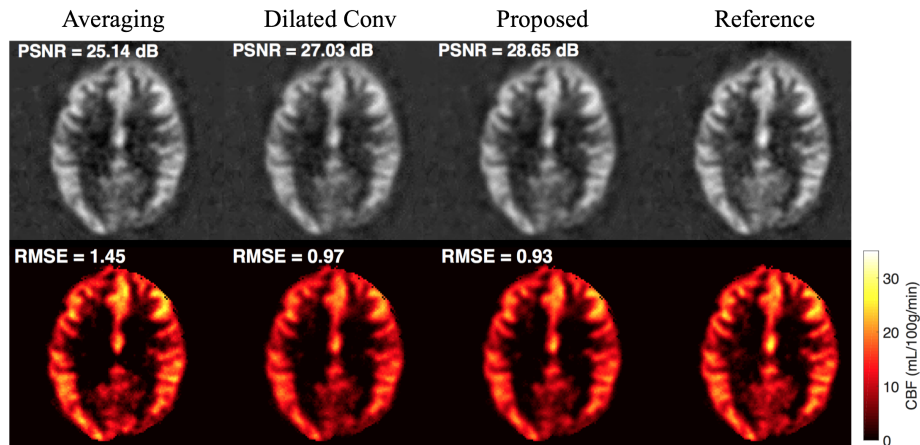 Averaging Dilated Conv Proposed Reference
PSNR = 25.14 dB PSNR = 27.03 dB PSNR = 28.65 dB
RMSE = 1.45 RMSE = 0.97 RMSE = 0.93
30
20
10
0
CBF (mL/100g/min)